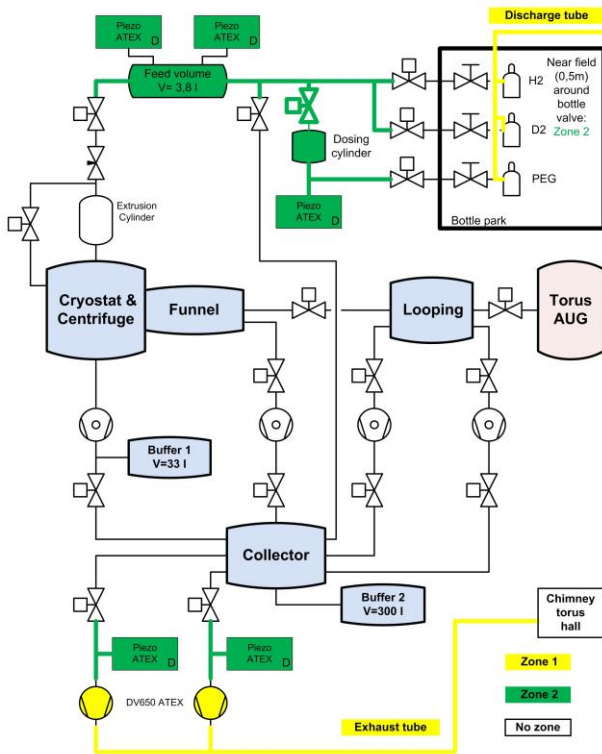 Discharge tube
Piezo
ATEX
D
Piezo
ATEX
D
Feed volume
V= 3,8 l
H2
Near field
(0,5m)
around
bottle
valve:
Zone 2
D2
Dosing
cylinder
PEG
Piezo
ATEX
D
Bottle park
Extrusion
Cylinder
Cryostat &
Centrifuge
Funnel
Looping
Torus
AUG
Buffer 1
V=33 l
Collector
Buffer 2
V=300 l
Chimney
torus
hall
Piezo
ATEX
D
Piezo
ATEX
D
Zone 1
Zone 2
DV650 ATEX
Exhaust tube
No zone